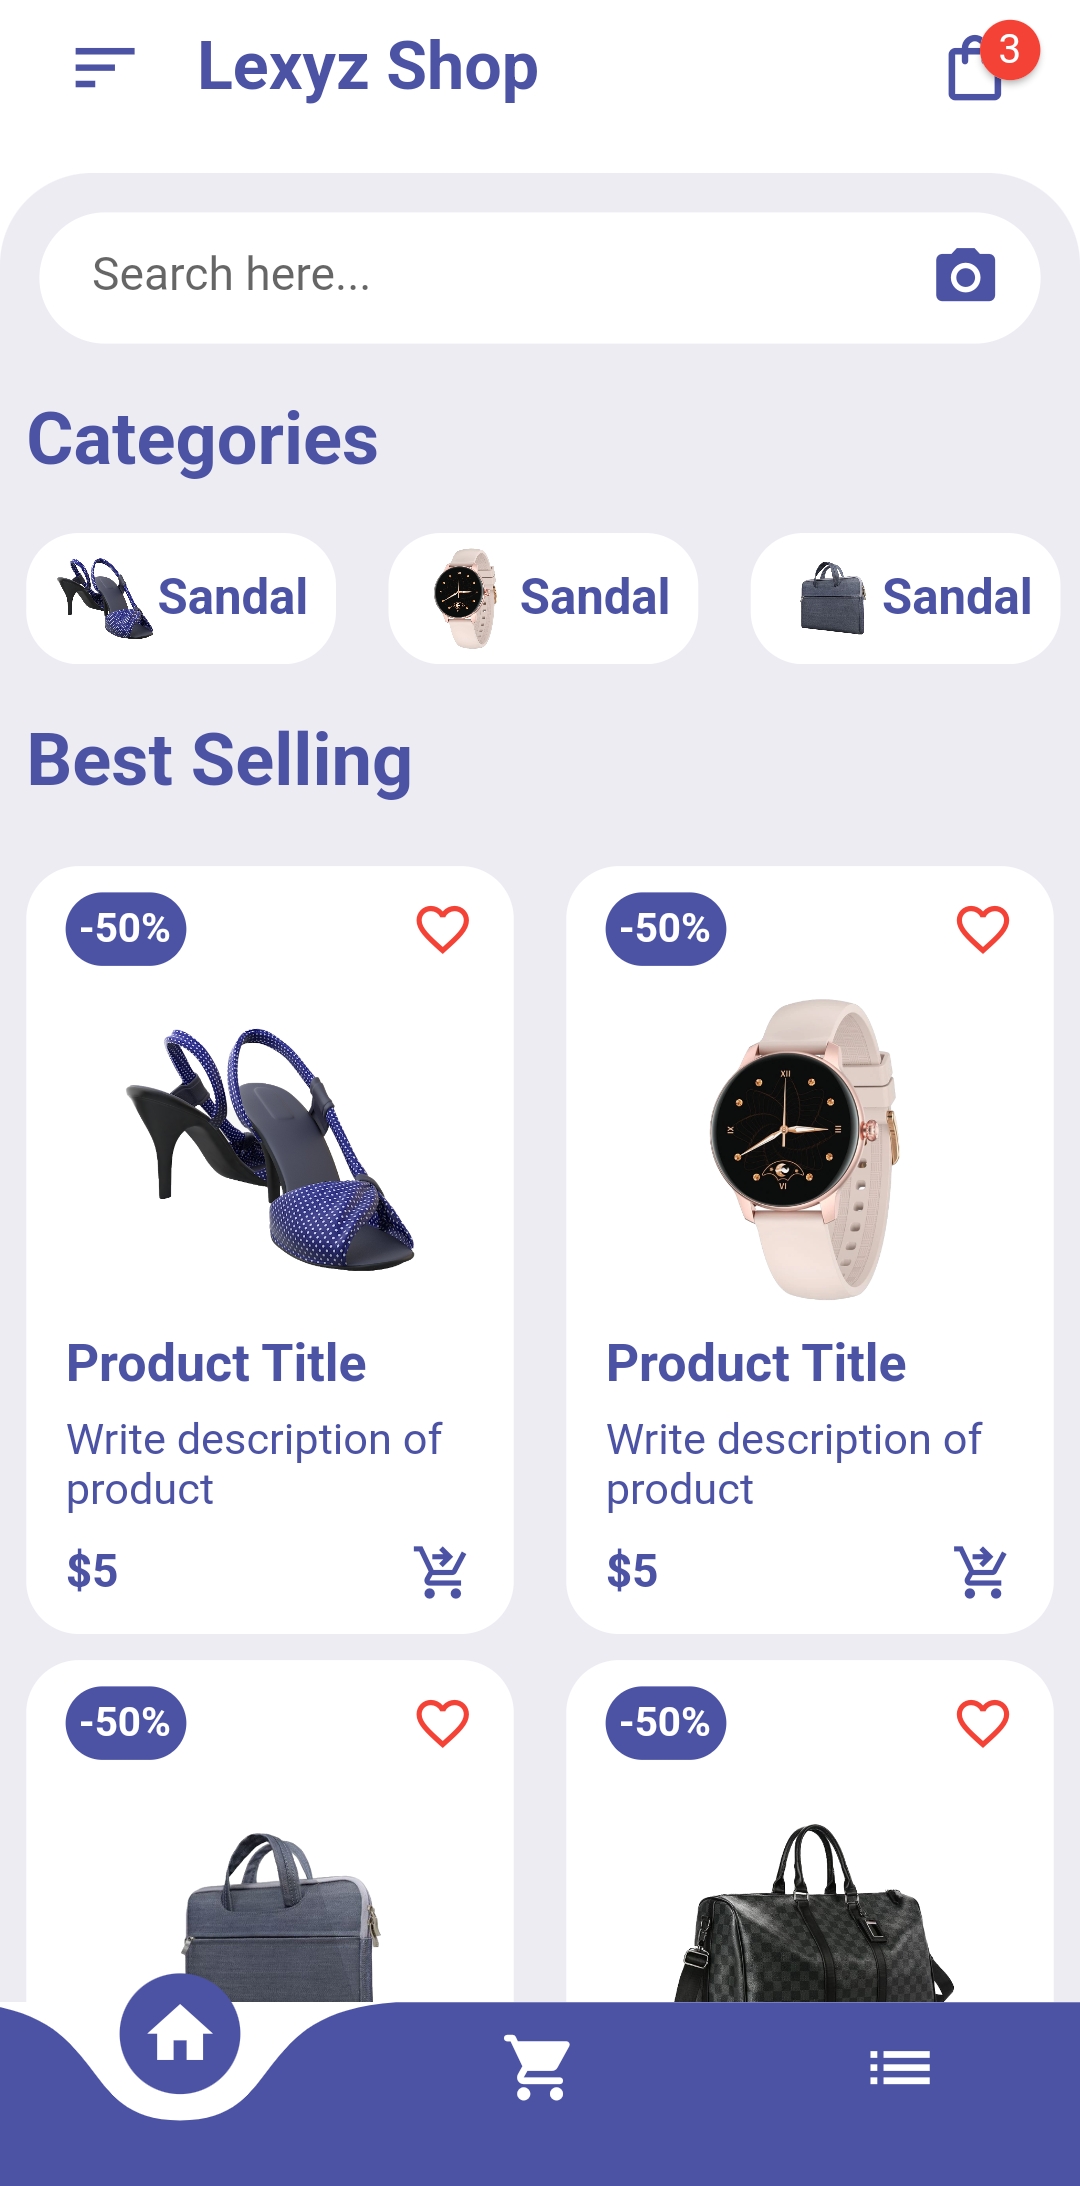 Lexyz Shop
3
Search here...
Categories
Sandal
Sandal
Sandal
Best Selling
-50%
-50%
Product Title
Product Title
Write description of
product
Write description of
product
$5
$5
-50%
-50%